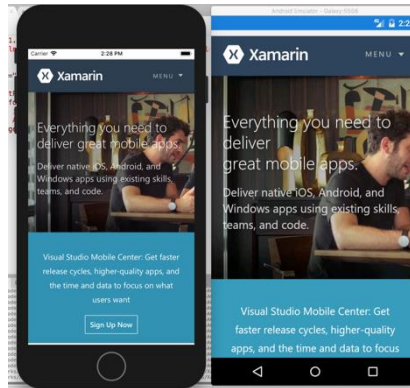 Carrier
2:28 PM
Xamarin
MENU
Everything you need to
deliver great mobile apps.
Deliver native iOS, Android, and
Windows apps using existing skills,
teams, and code.
Visual Studio Mobile Center: Get faster
release cycles, higher-quality apps, and
the time and data to focus on what
users want
Sign Up Now
2:2
Xamarin
MENU
Everything you need to
deliver
great mobile apps.
Deliver native iOS, Android, and
Windows apps using existing skills,
teams, and code.
Visual Studio Mobile Center: Get
faster release cycles, higher-quality
apps, and the time and data to focus